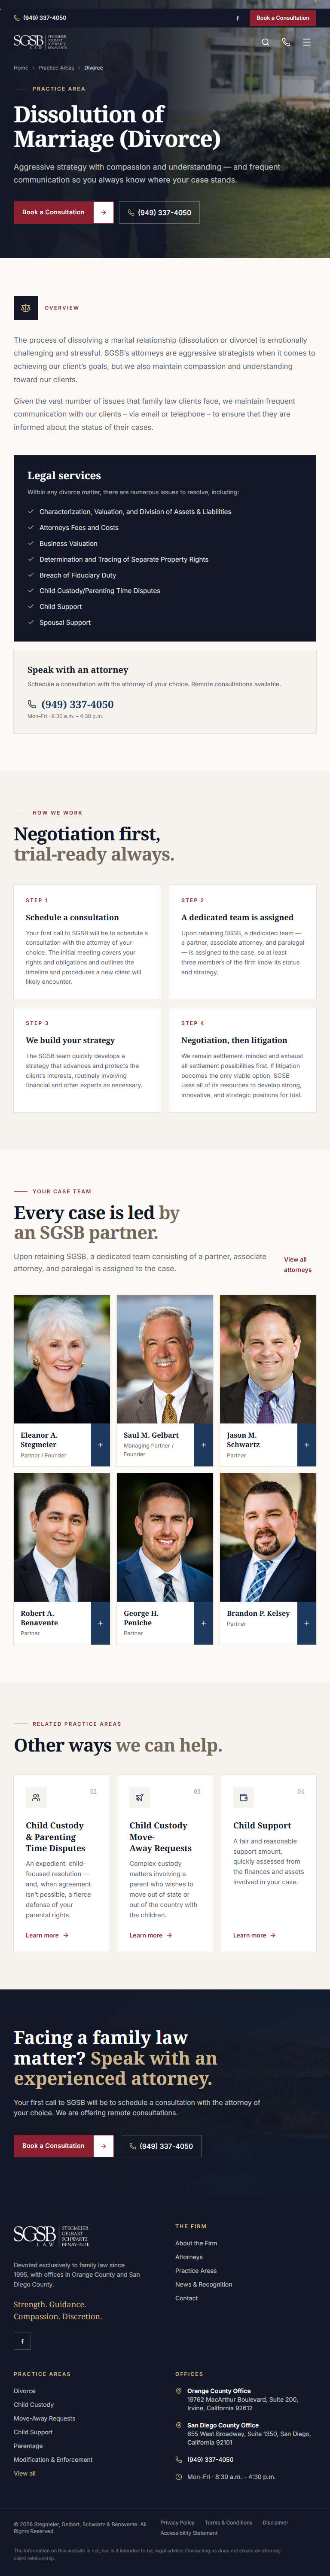 (949) 337-4050
Book a Consultation
SGSB LAW
STEGMEIER
GELBART
SCHWARTZ
BENAVENTE
Home › Practice Areas › Divorce
PRACTICE AREA
Dissolution of
Marriage (Divorce)
Aggressive strategy with compassion and understanding — and frequent
communication so you always know where your case stands.
Book a Consultation →
(949) 337-4050
OVERVIEW
The process of dissolving a marital relationship (dissolution or divorce) is emotionally
challenging and stressful. SGSB's attorneys are aggressive strategists when it comes to
achieving our client's goals, but we also maintain compassion and understanding
toward our clients.
Given the vast number of issues that family law clients face, we maintain frequent
communication with our clients – via email or telephone – to ensure that they are
informed about the status of their cases.
Legal services
Within any divorce matter, there are numerous issues to resolve, including:
Characterization, Valuation, and Division of Assets & Liabilities
Attorneys Fees and Costs
Business Valuation
Determination and Tracing of Separate Property Rights
Breach of Fiduciary Duty
Child Custody/Parenting Time Disputes
Child Support
Spousal Support
Speak with an attorney
Schedule a consultation with the attorney of your choice. Remote consultations available.
(949) 337-4050
Mon–Fri · 8:30 a.m. – 4:30 p.m.
HOW WE WORK
Negotiation first,
trial-ready always.
STEP 1
Schedule a consultation
Your first call to SGSB will be to schedule a
consultation with the attorney of your
choice. The initial meeting covers your
rights and obligations and outlines the
timeline and procedures a new client will
likely encounter.
STEP 2
A dedicated team is assigned
Upon retaining SGSB, a dedicated team —
a partner, associate attorney, and paralegal
— is assigned to the case, so at least
three members of the firm know its status
and strategy.
STEP 3
We build your strategy
The SGSB team quickly develops a
strategy that advances and protects the
client's interests, routinely involving
financial and other experts as necessary.
STEP 4
Negotiation, then litigation
We remain settlement-minded and exhaust
all settlement possibilities first. If litigation
becomes the only viable option, SGSB
uses all of its resources to develop strong,
innovative, and strategic positions for trial.
YOUR CASE TEAM
Every case is led by
an SGSB partner.
Upon retaining SGSB, a dedicated team consisting of a partner, associate
attorney, and paralegal is assigned to the case.
View all
attorneys
Eleanor A.
Stegmeier
Partner / Founder
+
Saul M. Gelbart
Managing Partner /
Founder
+
Jason M.
Schwartz
Partner
+
Robert A.
Benavente
Partner
+
George H.
Peniche
Partner
+
Brandon P. Kelsey
Partner
+
RELATED PRACTICE AREAS
Other ways we can help.
02
Child Custody
& Parenting
Time Disputes
An expedient, child-
focused resolution —
and, when agreement
isn't possible, a fierce
defense of your
parental rights.
Learn more →
03
Child Custody
Move-
Away Requests
Complex custody
matters involving a
parent who wishes to
move out of state or
out of the country with
the children.
Learn more →
04
Child Support
A fair and reasonable
support amount,
quickly assessed from
the finances and assets
involved in your case.
Learn more →
Facing a family law
matter? Speak with an
experienced attorney.
Your first call to SGSB will be to schedule a consultation with the attorney of
your choice. We are offering remote consultations.
Book a Consultation →
(949) 337-4050
SGSB LAW
STEGMEIER
GELBART
SCHWARTZ
BENAVENTE
Devoted exclusively to family law since
1995, with offices in Orange County and San
Diego County.
Strength. Guidance.
Compassion. Discretion.
THE FIRM
About the Firm
Attorneys
Practice Areas
News & Recognition
Contact
PRACTICE AREAS
Divorce
Child Custody
Move-Away Requests
Child Support
Parentage
Modification & Enforcement
View all
OFFICES
Orange County Office
19762 MacArthur Boulevard, Suite 200,
Irvine, California 92612
San Diego County Office
655 West Broadway, Suite 1350, San Diego,
California 92101
(949) 337-4050
Mon–Fri · 8:30 a.m. – 4:30 p.m.
© 2026 Stegmeier, Gelbart, Schwartz & Benavente. All
Rights Reserved.
Privacy Policy
Terms & Conditions
Disclaimer
Accessibility Statement
The information on this website is not, nor is it intended to be, legal advice. Contacting us does not create an attorney-
client relationship.